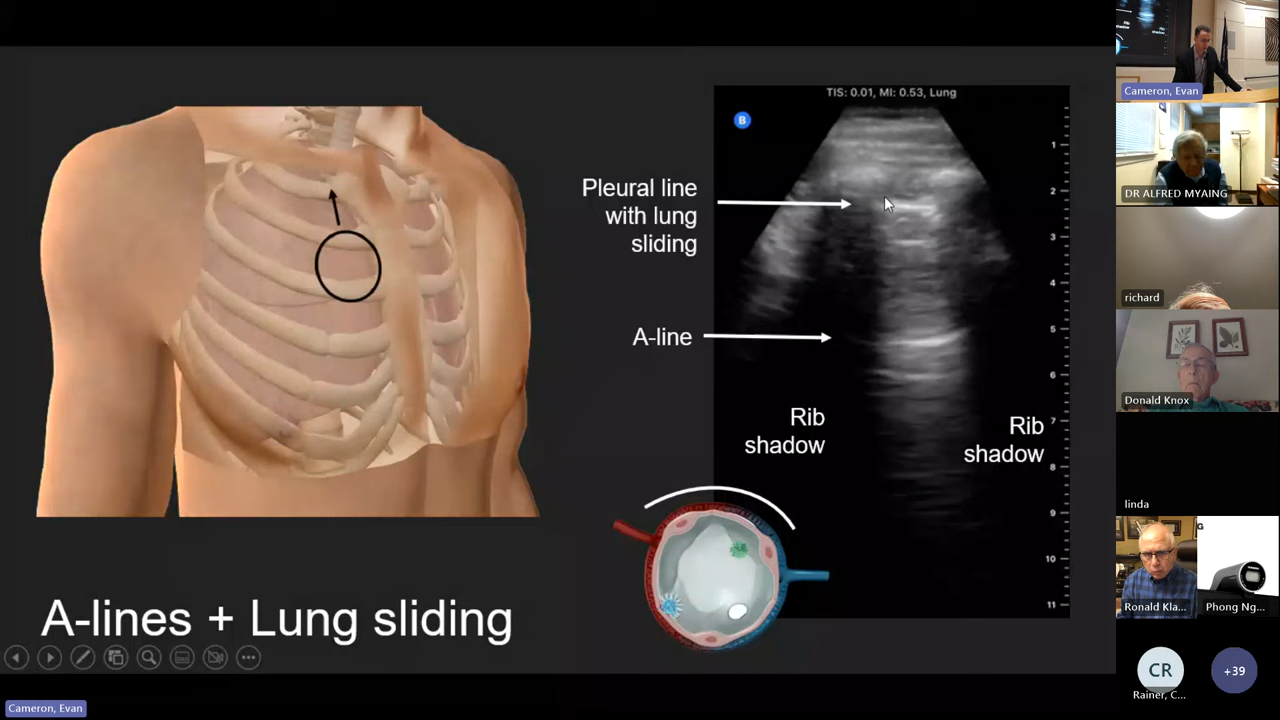 TIS: 0.01, MI: 0.53, Lung
B
Pleural line
with lung
sliding
A-line
Rib
shadow
Rib
shadow
1
2
3
4
5
6
7
8
9
10
11
A-lines + Lung sliding
Cameron, Evan
Rib
shadow
Cameron, Evan
DR ALFRED MYAING
richard
Donald Knox
linda
Ronald Kla...
G
Phong Ng...
CR
+39
Rainer, C...